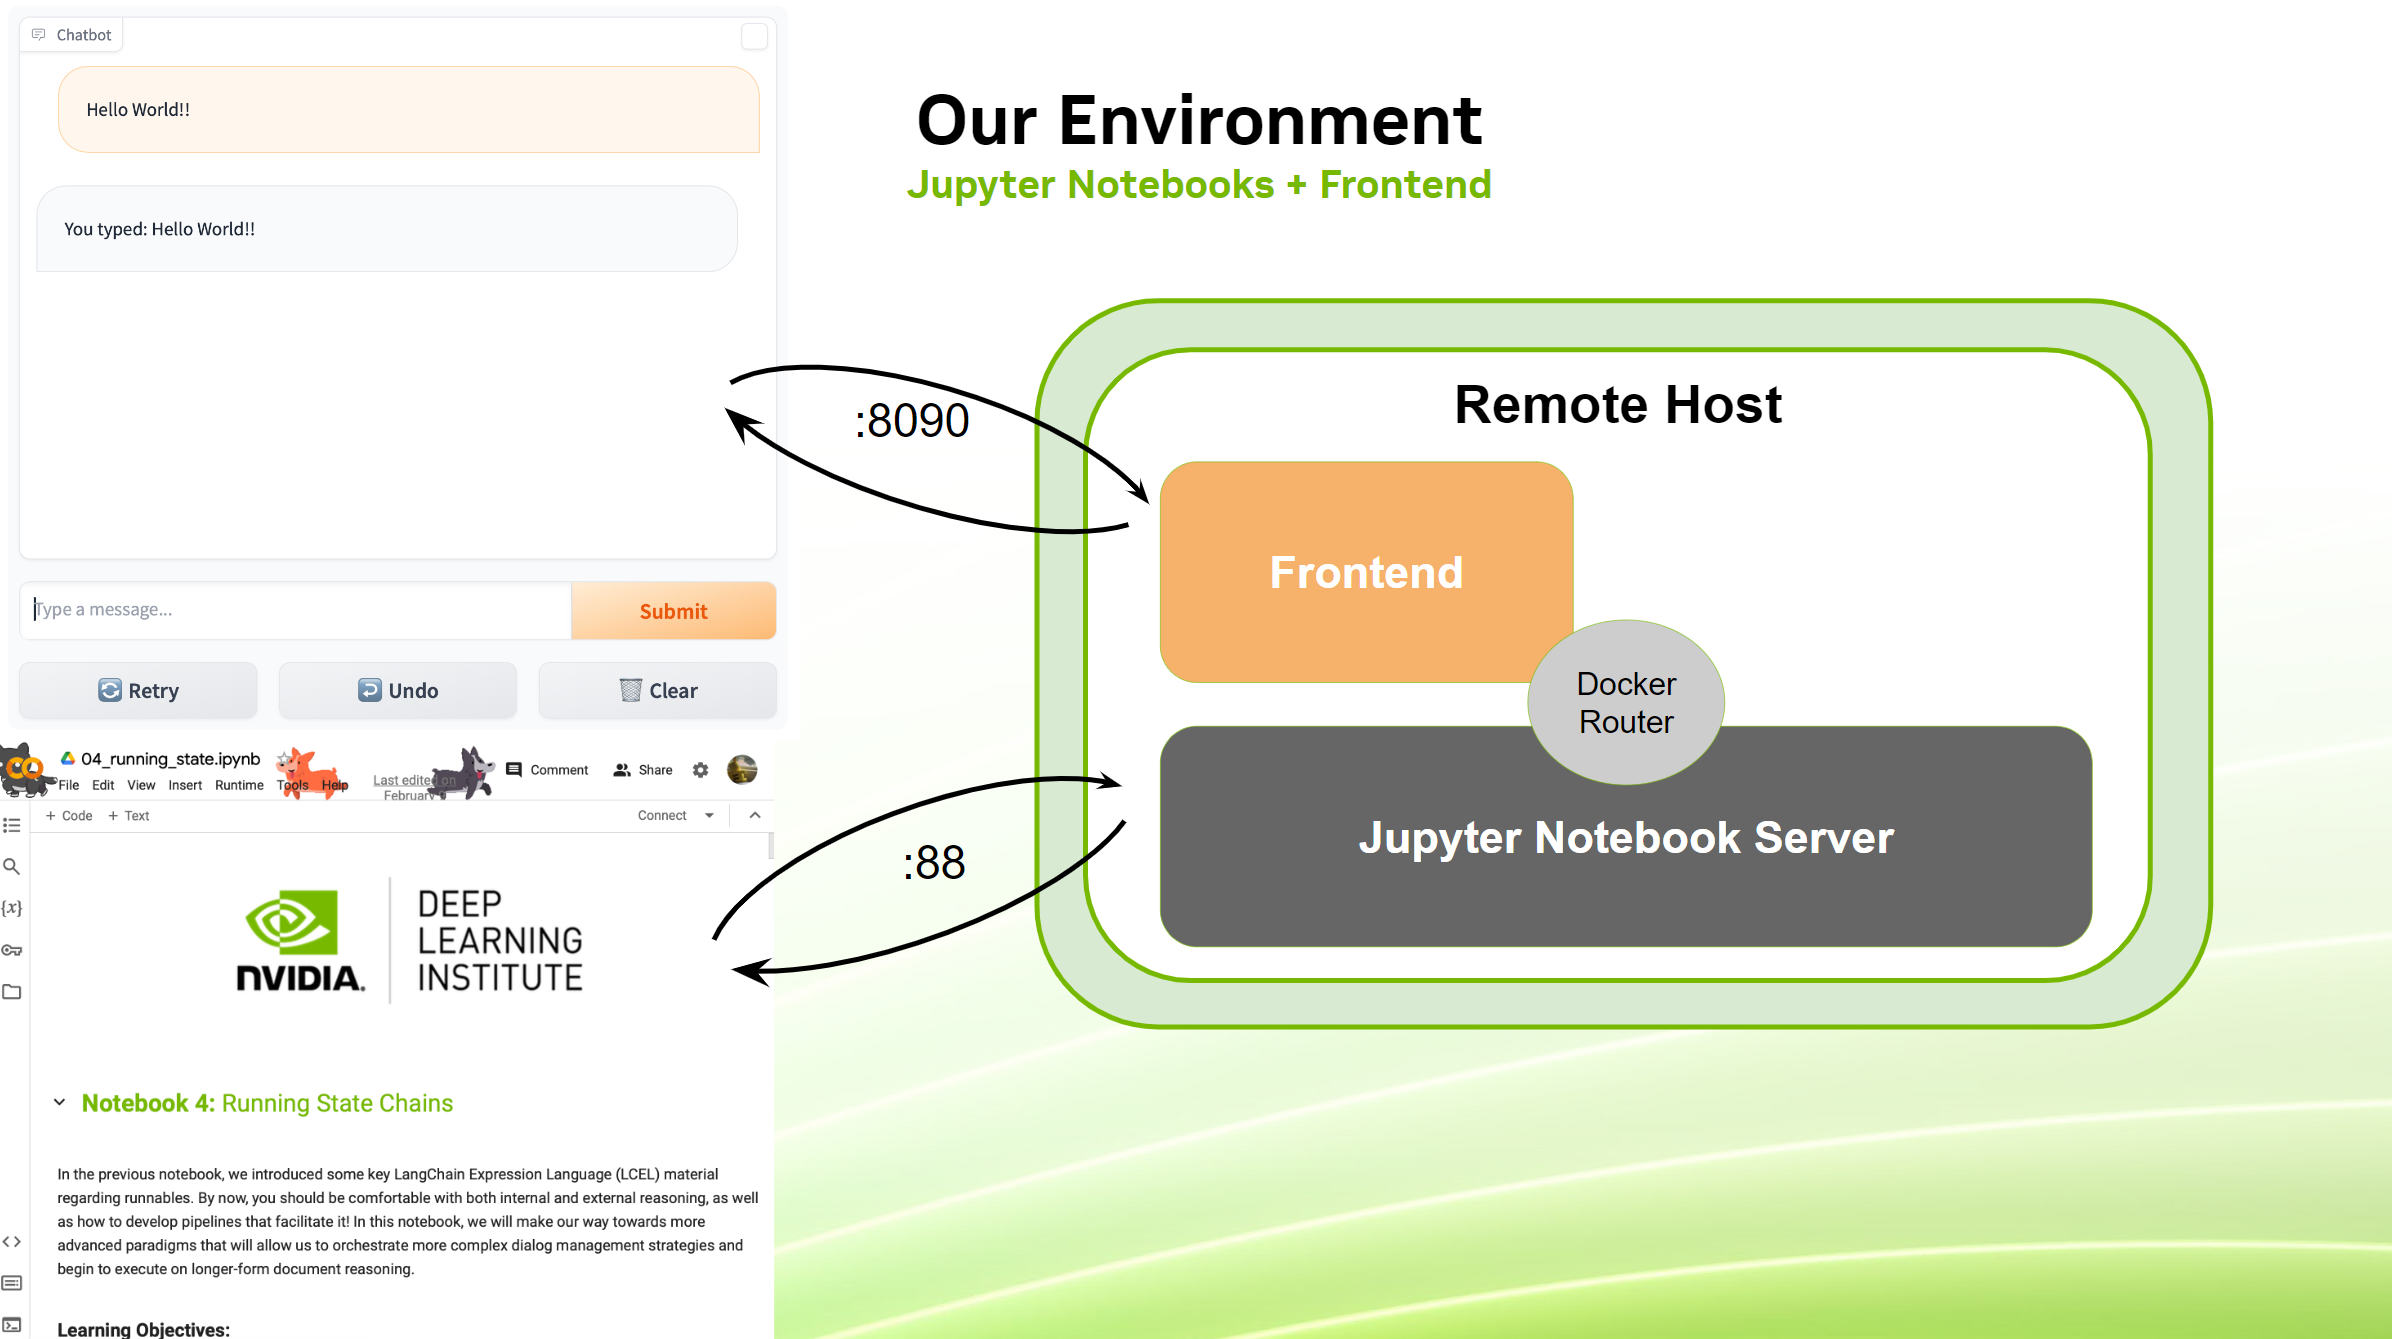 Chatbot
Hello World!!
You typed: Hello World!!
Type a message...
Submit
Retry
Undo
Clear
Our Environment
Jupyter Notebooks + Frontend
:8090
Remote Host
Frontend
Docker
Router
Jupyter Notebook Server
:88
04_running_state.ipynb
File Edit View Insert Runtime Tools Help
Last edited on
February
Comment
Share
+ Code + Text
Connect
{x}
NVIDIA.
DEEP
LEARNING
INSTITUTE
Notebook 4: Running State Chains
In the previous notebook, we introduced some key LangChain Expression Language (LCEL) material
regarding runnables. By now, you should be comfortable with both internal and external reasoning, as well
as how to develop pipelines that facilitate it! In this notebook, we will make our way towards more
advanced paradigms that will allow us to orchestrate more complex dialog management strategies and
begin to execute on longer-form document reasoning.
Learning Objectives: